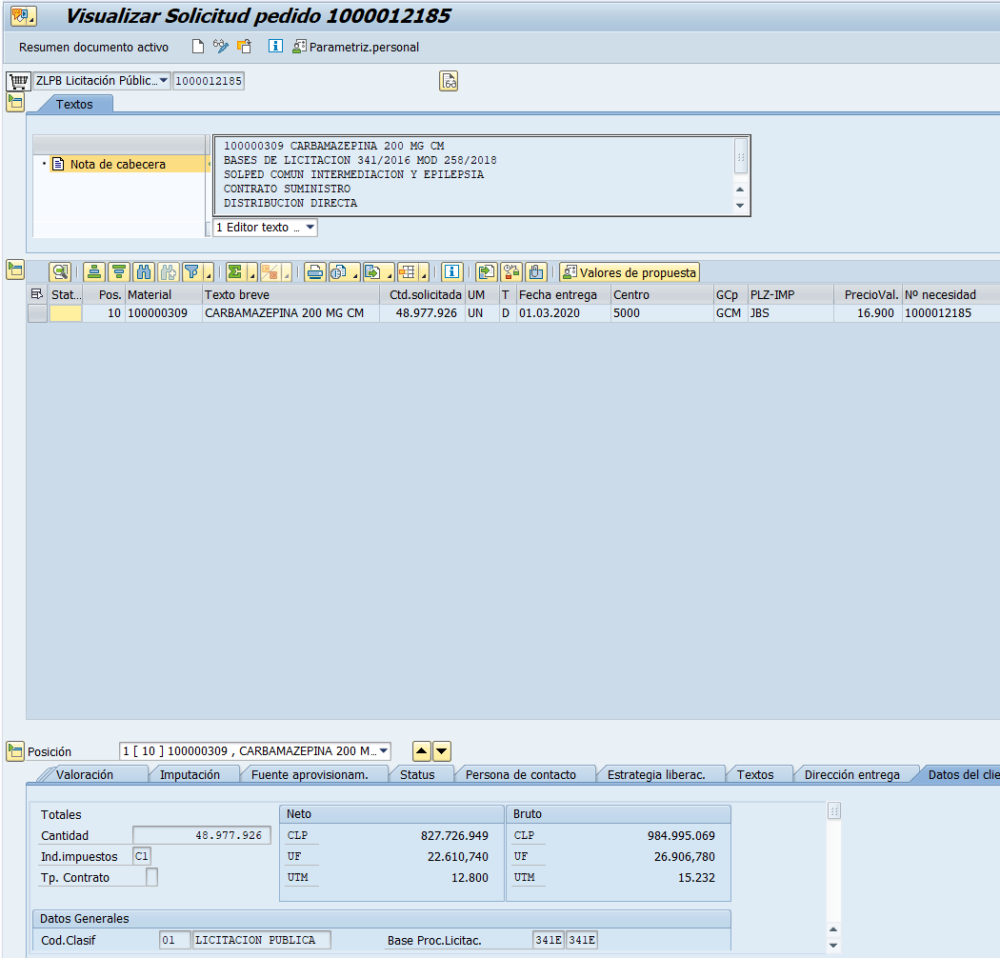 Visualizar Solicitud pedido 1000012185
Resumen documento activo Parametriz.personal
ZLPB Licitación Públic... 1000012185
Textos
Nota de cabecera
100000309 CARBAMAZEPINA 200 MG CM
BASES DE LICITACION 341/2016 MOD 258/2018
SOLPED COMUN INTERMEDIACION Y EPILEPSIA
CONTRATO SUMINISTRO
DISTRIBUCION DIRECTA
1 Editor texto ...
Valores de propuesta
Stat... Pos. Material Texto breve Ctd.solicitada UM T Fecha entrega Centro GCp PLZ-IMP PrecioVal. Nº necesidad
10 100000309 CARBAMAZEPINA 200 MG CM 48.977.926 UN D 01.03.2020 5000 GCM JBS 16.900 1000012185
Posición 1 [ 10 ] 100000309 , CARBAMAZEPINA 200 M...
Valoración Imputación Fuente aprovisionam. Status Persona de contacto Estrategia liberac. Textos Dirección entrega Datos del clie
Totales Neto Bruto
Cantidad 48.977.926 CLP 827.726.949 CLP 984.995.069
Ind.impuestos C1 UF 22.610,740 UF 26.906,780
Tp. Contrato UTM 12.800 UTM 15.232
Datos Generales
Cod.Clasif 01 LICITACION PUBLICA Base Proc.Licitac. 341E 341E